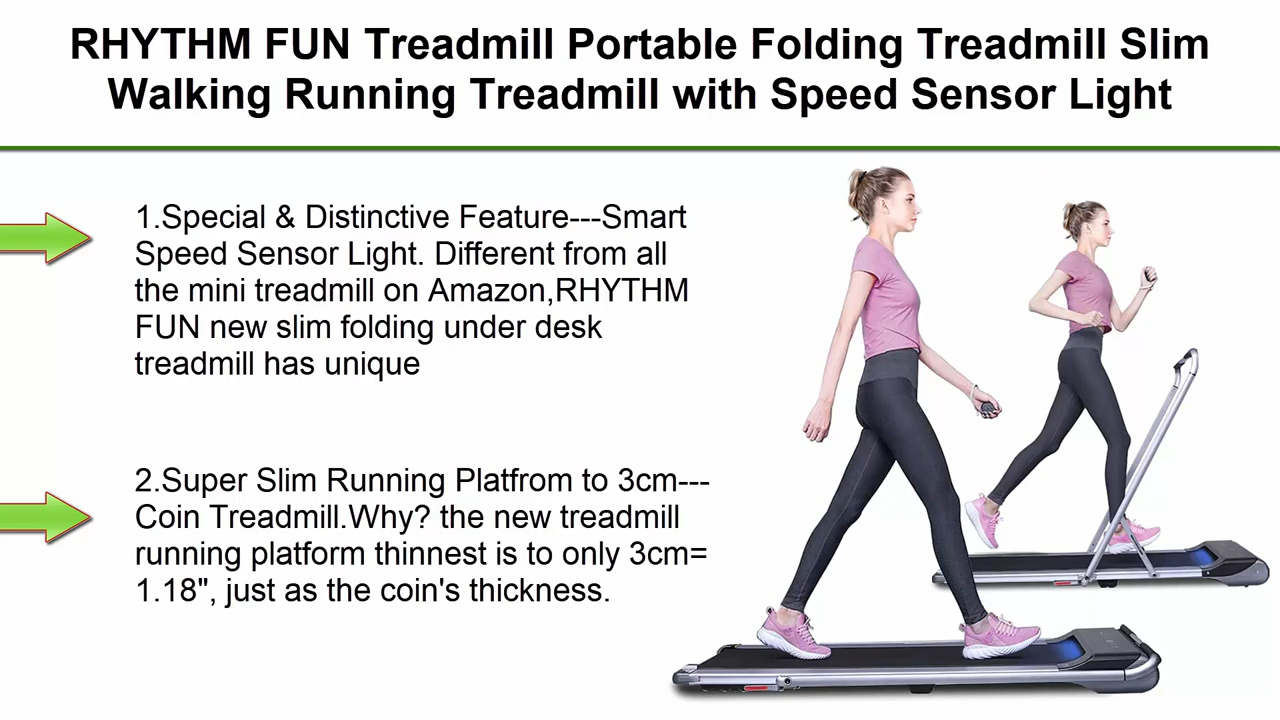 RHYTHM FUN Treadmill Portable Folding Treadmill Slim
Walking Running Treadmill with Speed Sensor Light
1.Special & Distinctive Feature---Smart
Speed Sensor Light. Different from all
the mini treadmill on Amazon,RHYTHM
FUN new slim folding under desk
treadmill has unique
2.Super Slim Running Platfrom to 3cm---
Coin Treadmill.Why? the new treadmill
running platform thinnest is to only 3cm=
1.18", just as the coin's thickness.